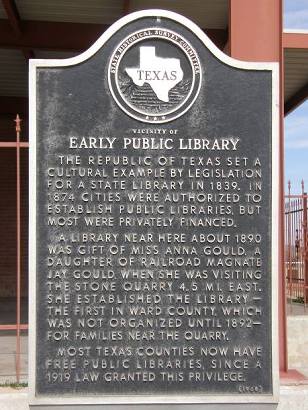 STATE HISTORICAL SURVEY COMMITTEE
TEXAS
VICINITY OF
EARLY PUBLIC LIBRARY
THE REPUBLIC OF TEXAS SET A
CULTURAL EXAMPLE BY LEGISLATION
FOR A STATE LIBRARY IN 1839. IN
1874 CITIES WERE AUTHORIZED TO
ESTABLISH PUBLIC LIBRARIES, BUT
MOST WERE PRIVATELY FINANCED.
A LIBRARY NEAR HERE ABOUT 1890
WAS GIFT OF MISS ANNA GOULD, A
DAUGHTER OF RAILROAD MAGNATE
JAY GOULD, WHEN SHE WAS VISITING
THE STONE QUARRY 4.5 MI. EAST.
SHE ESTABLISHED THE LIBRARY—
THE FIRST IN WARD COUNTY, WHICH
WAS NOT ORGANIZED UNTIL 1892—
FOR FAMILIES NEAR THE QUARRY.
MOST TEXAS COUNTIES NOW HAVE
FREE PUBLIC LIBRARIES, SINCE A
1919 LAW GRANTED THIS PRIVILEGE.
(1968)